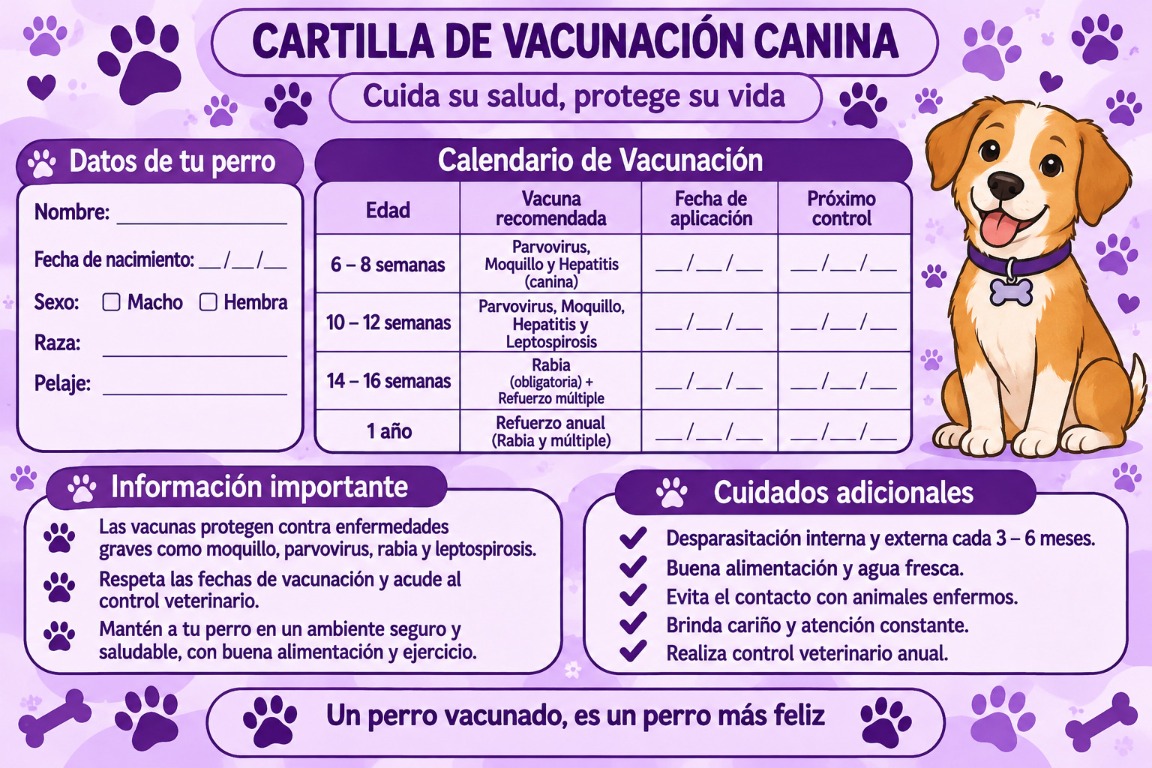 CARTILLA DE VACUNACIÓN CANINA
Cuida su salud, protege su vida
Datos de tu perro
Nombre: ____________
Fecha de nacimiento: __/__/__
Sexo: ☐ Macho ☐ Hembra
Raza: ____________
Pelaje: ____________
Calendario de Vacunación
Edad
Vacuna
recomendada
Fecha de
aplicación
Próximo
control
6 – 8 semanas
Parvovirus,
Moquillo y Hepatitis
(canina)
__/__/__
__/__/__
10 – 12 semanas
Parvovirus, Moquillo,
Hepatitis y
Leptospirosis
__/__/__
__/__/__
14 – 16 semanas
Rabia
(obligatoria) +
Refuerzo múltiple
__/__/__
__/__/__
1 año
Refuerzo anual
(Rabia y múltiple)
__/__/__
__/__/__
Información importante
Las vacunas protegen contra enfermedades
graves como moquillo, parvovirus, rabia y leptospirosis.
Respeta las fechas de vacunación y acude al
control veterinario.
Mantén a tu perro en un ambiente seguro y
saludable, con buena alimentación y ejercicio.
Cuidados adicionales
Desparasitación interna y externa cada 3 – 6 meses.
Buena alimentación y agua fresca.
Evita el contacto con animales enfermos.
Brinda cariño y atención constante.
Realiza control veterinario anual.
Un perro vacunado, es un perro más feliz